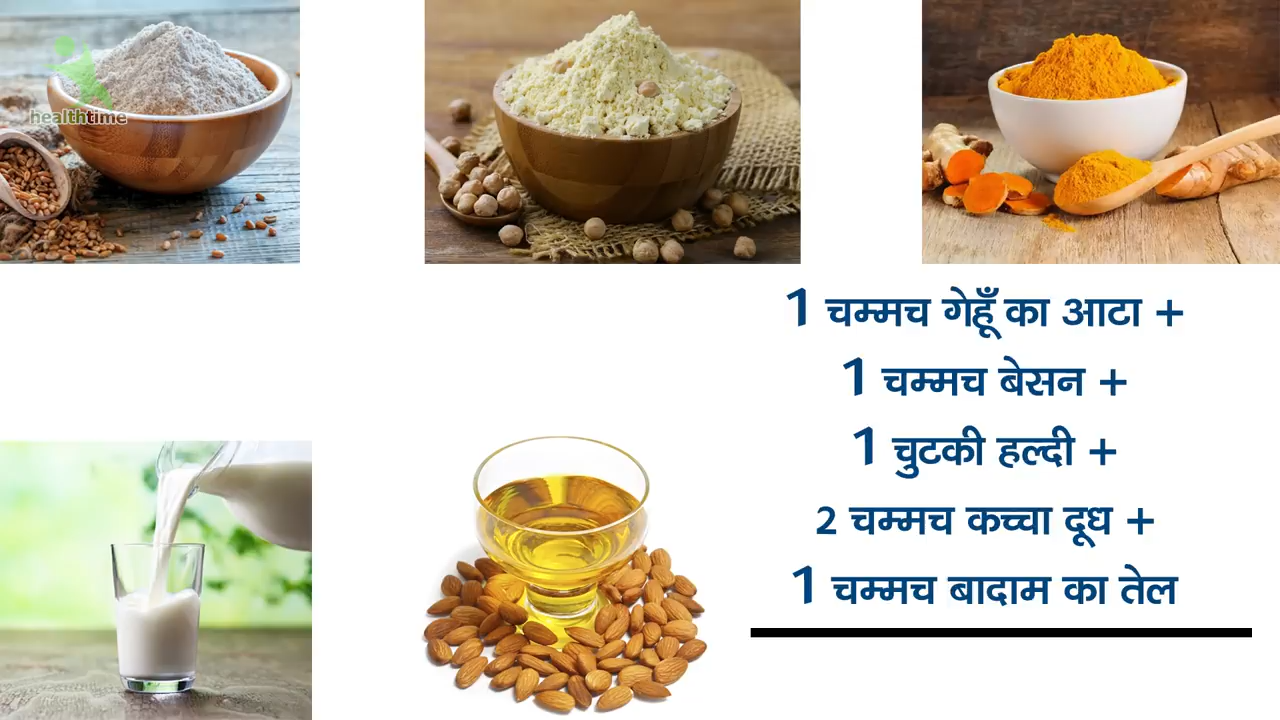 healthtime
1 चम्मच गेहूँ का आटा +
1 चम्मच बेसन +
1 चुटकी हल्दी +
2 चम्मच कच्चा दूध +
1 चम्मच बादाम का तेल